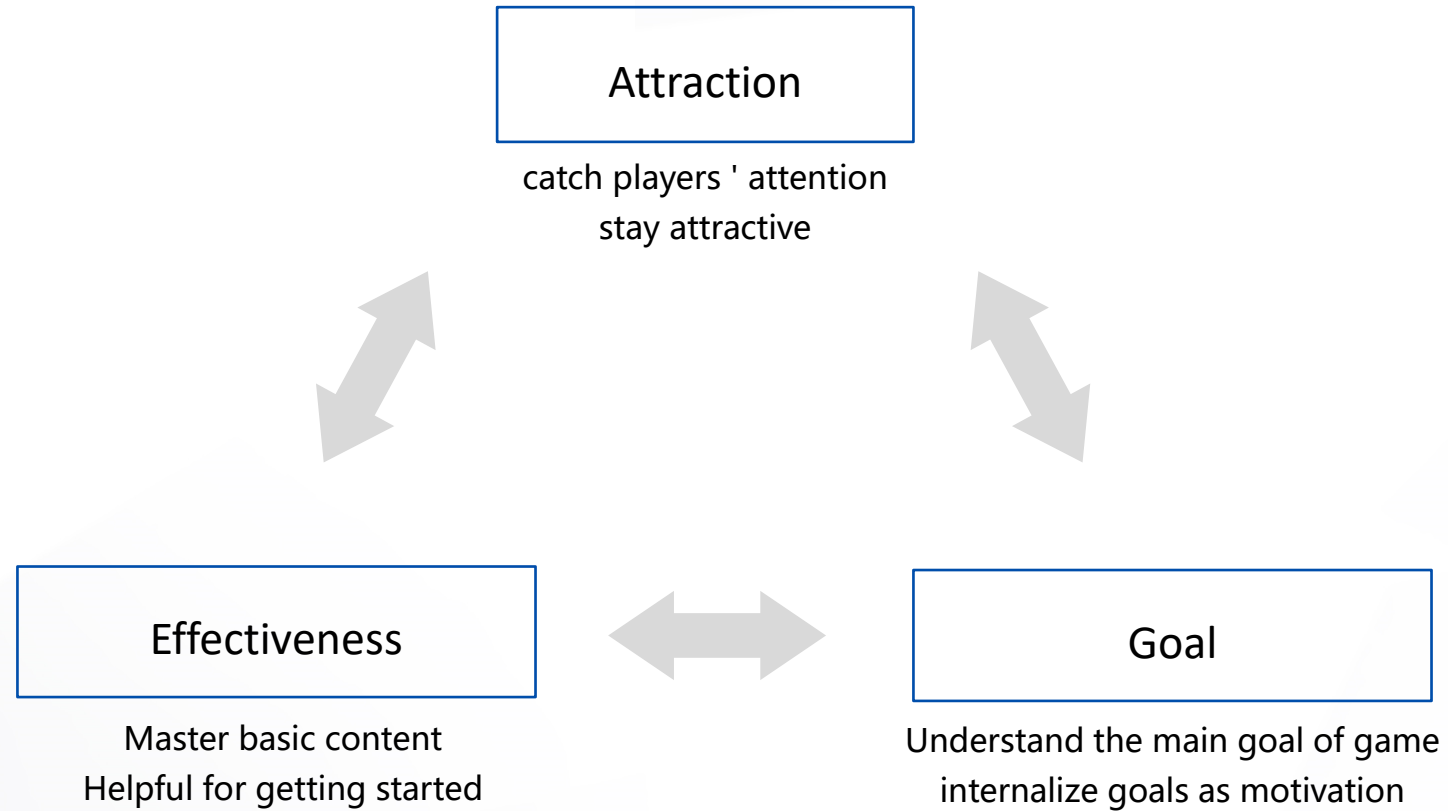 Attraction
catch players ' attention
stay attractive
Effectiveness
Master basic content
Helpful for getting started
Goal
Understand the main goal of game
internalize goals as motivation